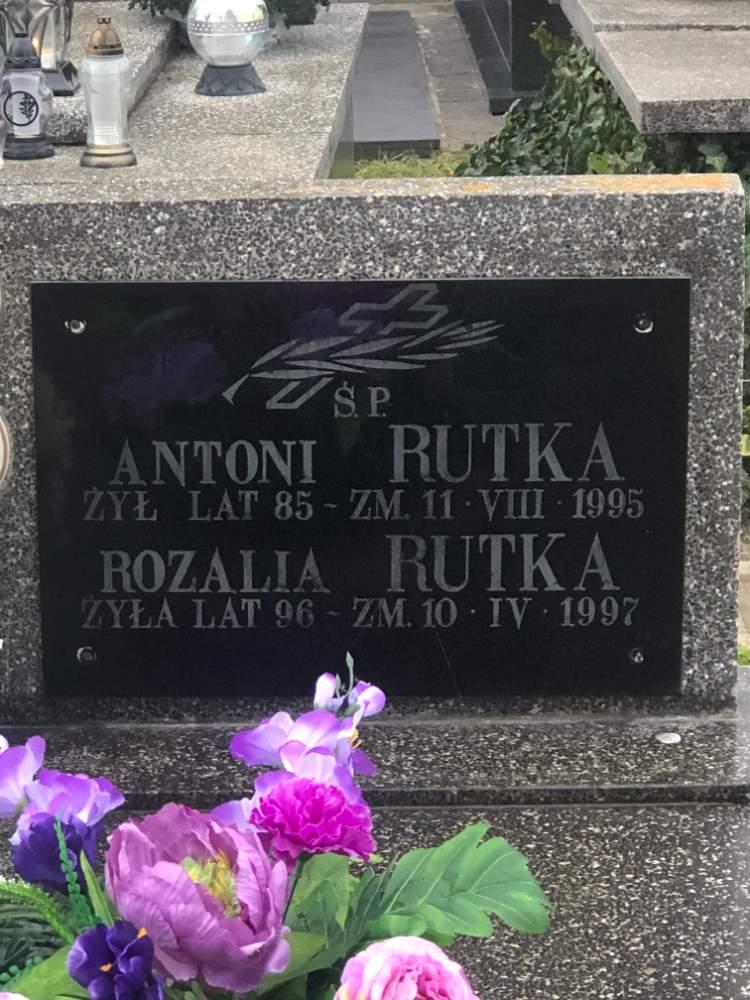 Ś.P.
ANTONI RUTKA
ŻYŁ LAT 85 ~ ZM. 11 · VIII · 1995
ROZALIA RUTKA
ŻYŁA LAT 96 ~ ZM. 10 · IV · 1997